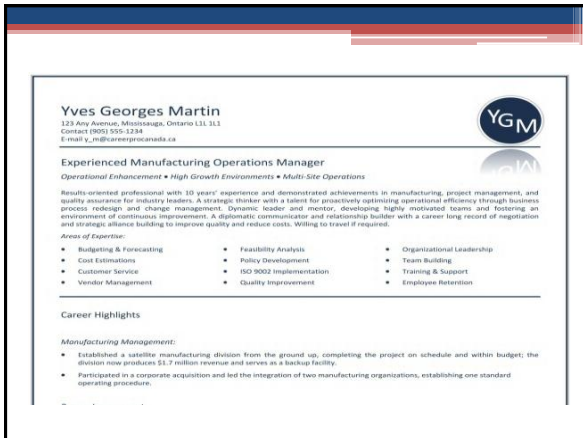 Yves Georges Martin
123 Any Avenue, Mississauga, Ontario L1L 1L1
Contact (905) 555-1234
E-mail y_m@careerprocanada.ca
YGM
Experienced Manufacturing Operations Manager
Operational Enhancement • High Growth Environments • Multi-Site Operations
Results-oriented professional with 10 years' experience and demonstrated achievements in manufacturing, project management, and
quality assurance for industry leaders. A strategic thinker with a talent for proactively optimizing operational efficiency through business
process redesign and change management. Dynamic leader and mentor, developing highly motivated teams and fostering an
environment of continuous improvement. A diplomatic communicator and relationship builder with a career long record of negotiation
and strategic alliance building to improve quality and reduce costs. Willing to travel if required.
Areas of Expertise:
• Budgeting & Forecasting • Feasibility Analysis • Organizational Leadership
• Cost Estimations • Policy Development • Team Building
• Customer Service • ISO 9002 Implementation • Training & Support
• Vendor Management • Quality Improvement • Employee Retention
Career Highlights
Manufacturing Management:
• Established a satellite manufacturing division from the ground up, completing the project on schedule and within budget; the
division now produces $1.7 million revenue and serves as a backup facility.
• Participated in a corporate acquisition and led the integration of two manufacturing organizations, establishing one standard
operating procedure.